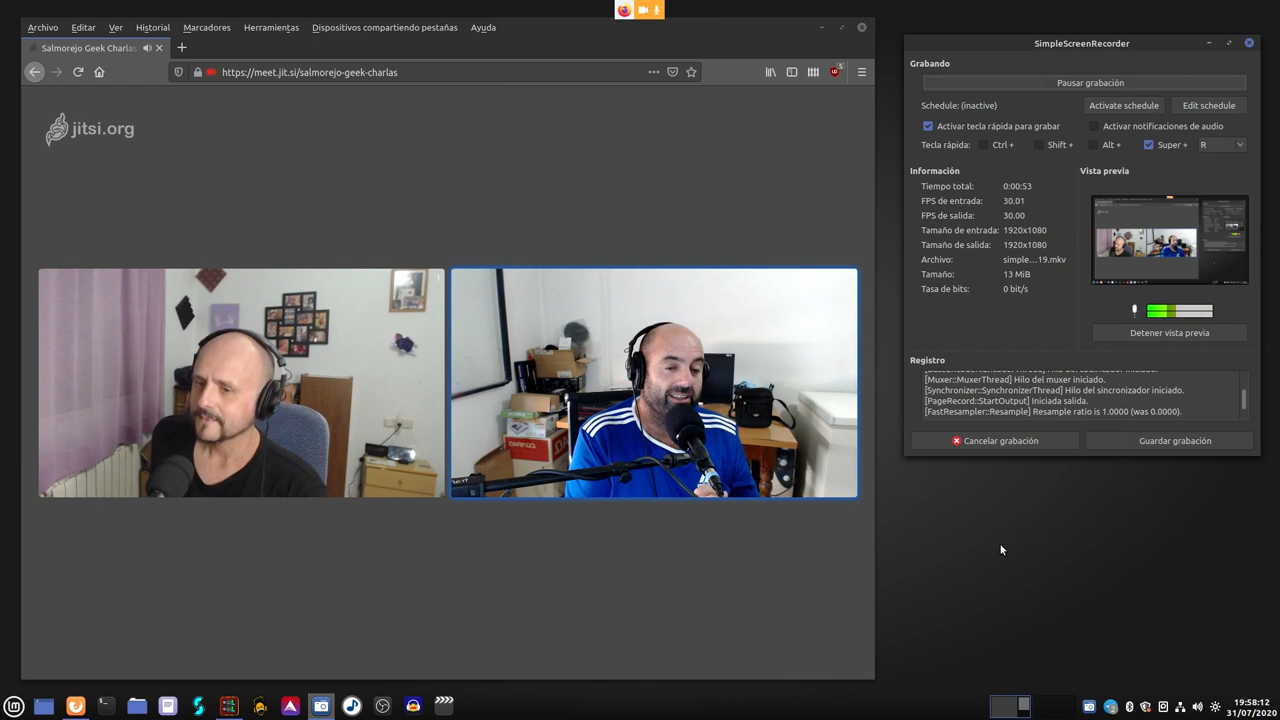 Archivo Editar Ver Historial Marcadores Herramientas Dispositivos compartiendo pestañas Ayuda
Salmorejo Geek Charlas
https://meet.jit.si/salmorejo-geek-charlas
5
jitsi.org
SimpleScreenRecorder
Grabando
Pausar grabación
Schedule: (inactive) Activate schedule Edit schedule
Activar tecla rápida para grabar Activar notificaciones de audio
Tecla rápida: Ctrl + Shift + Alt + Super + R
Información Vista previa
Tiempo total: 0:00:53
FPS de entrada: 30.01
FPS de salida: 30.00
Tamaño de entrada: 1920x1080
Tamaño de salida: 1920x1080
Archivo: simple...19.mkv
Tamaño: 13 MiB
Tasa de bits: 0 bit/s
Detener vista previa
Registro
[Muxer::MuxerThread] Hilo del muxer iniciado.
[Synchronizer::SynchronizerThread] Hilo del sincronizador iniciado.
[PageRecord::StartOutput] Iniciada salida.
[FastResampler::Resample] Resample ratio is 1.0000 (was 0.0000).
Cancelar grabación Guardar grabación
19:58:12
31/07/2020